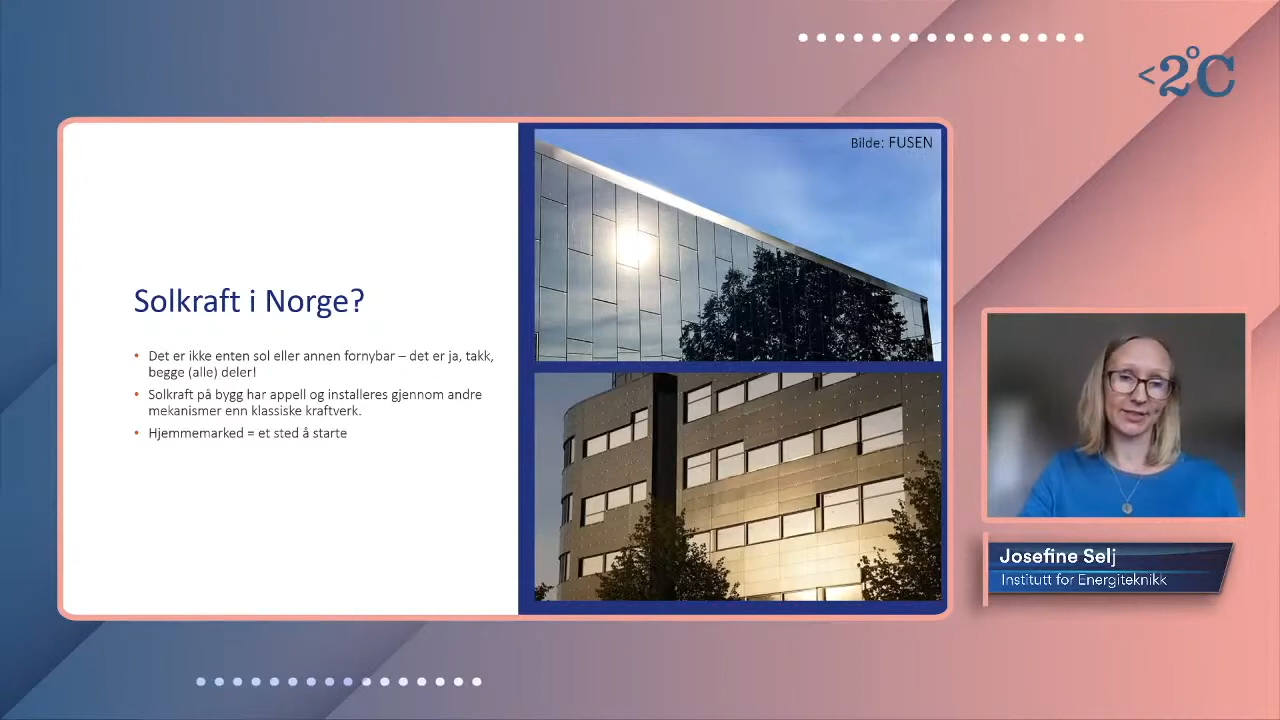 <2°C
Bilde: FUSEN
Solkraft i Norge?
• Det er ikke enten sol eller annen fornybar – det er ja, takk,
begge (alle) deler!
• Solkraft på bygg har appell og installeres gjennom andre
mekanismer enn klassiske kraftverk.
• Hjemmemarked = et sted å starte
Josefine Selj
Institutt for Energiteknikk